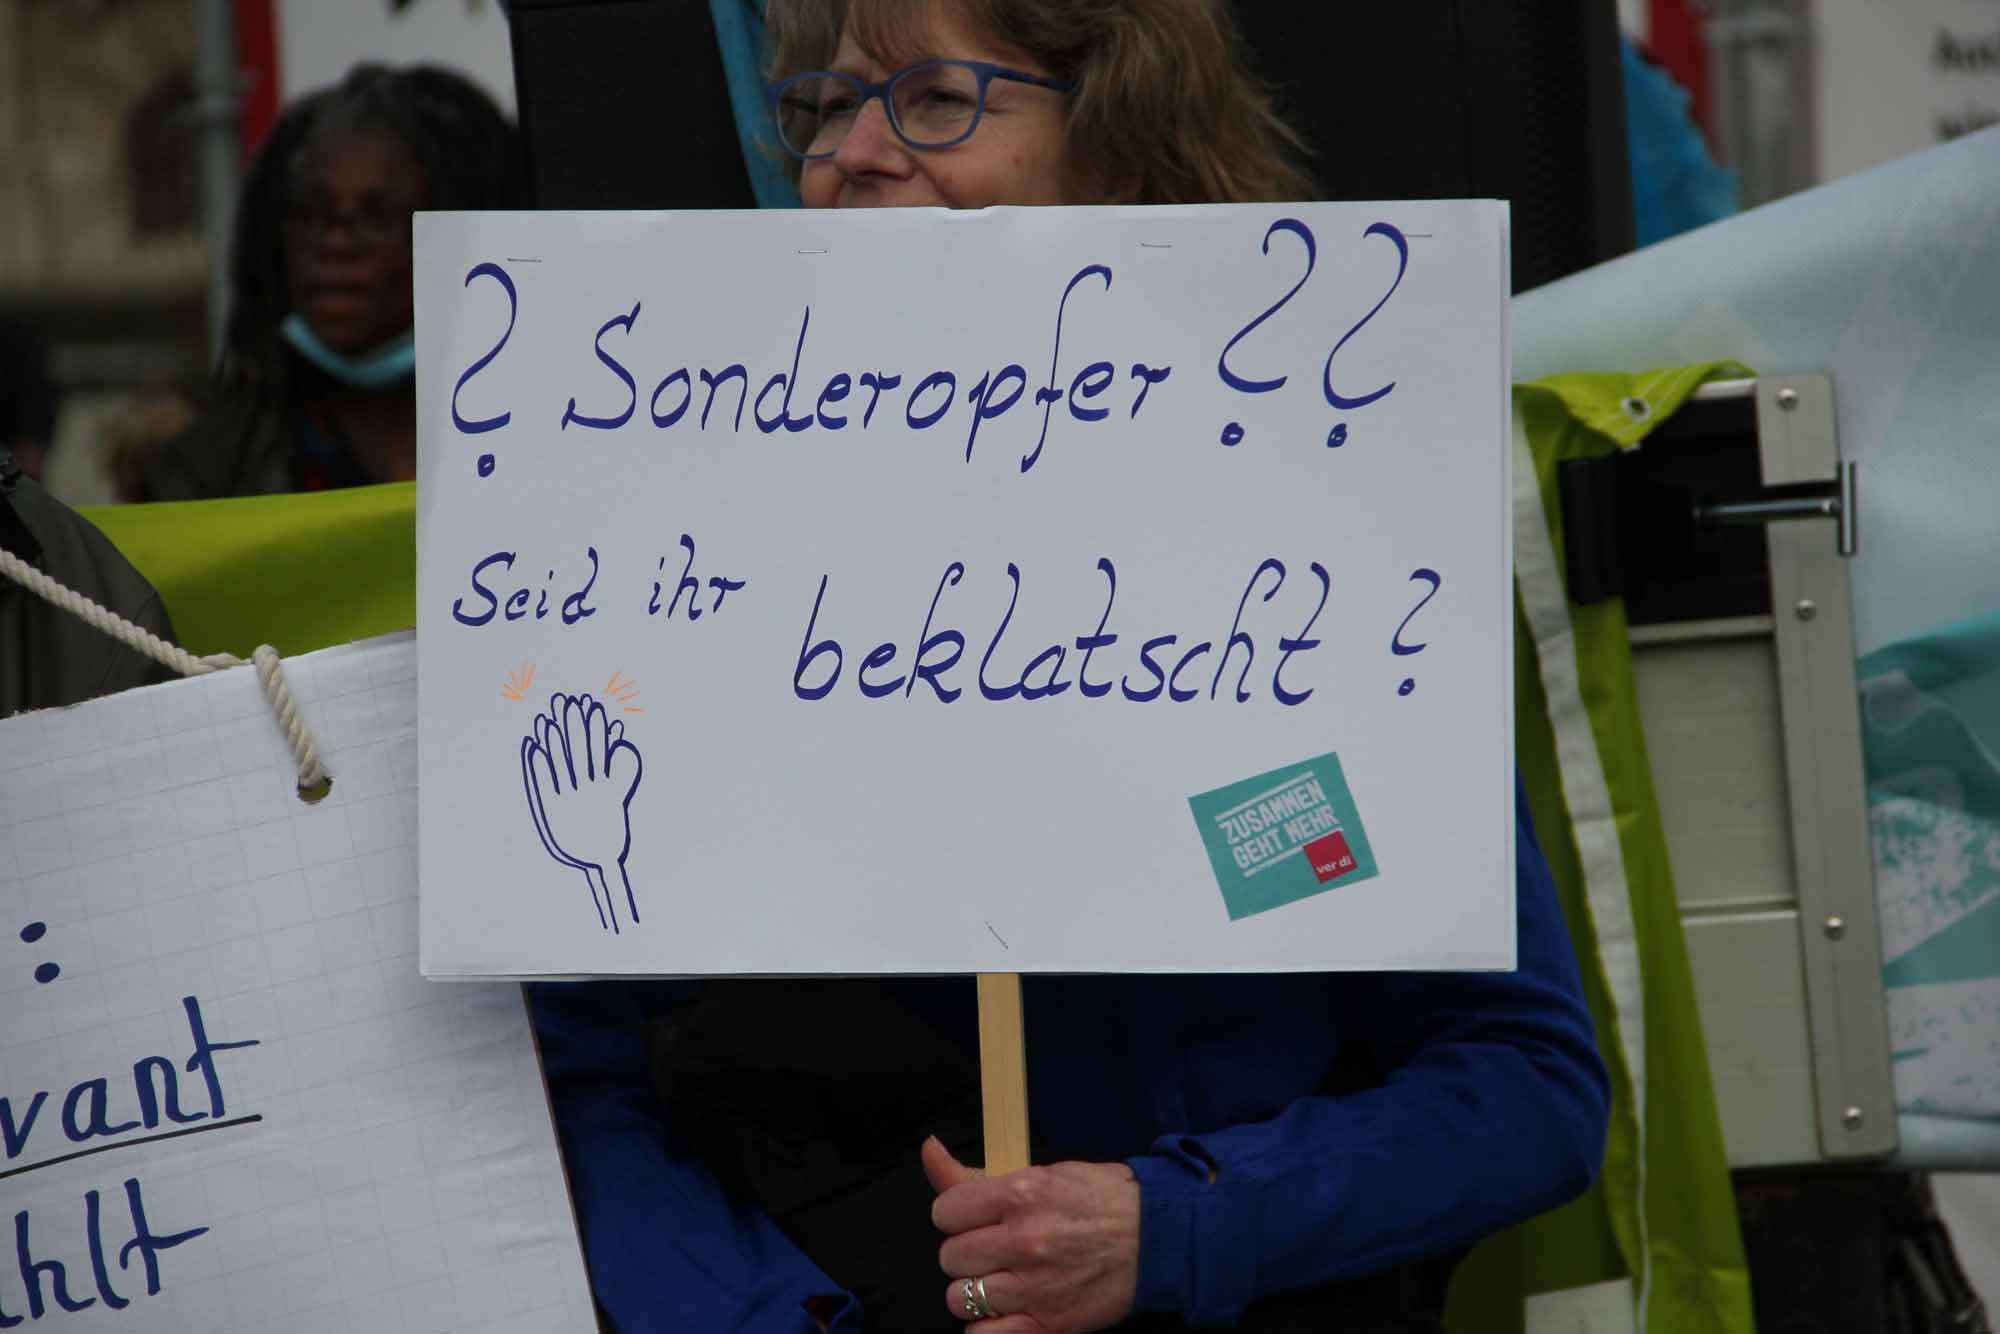 ? Sonderopfer ??
Seid ihr beklatscht ?
ZUSAMMEN
GEHT MEHR
ver di
:
vant
hlt